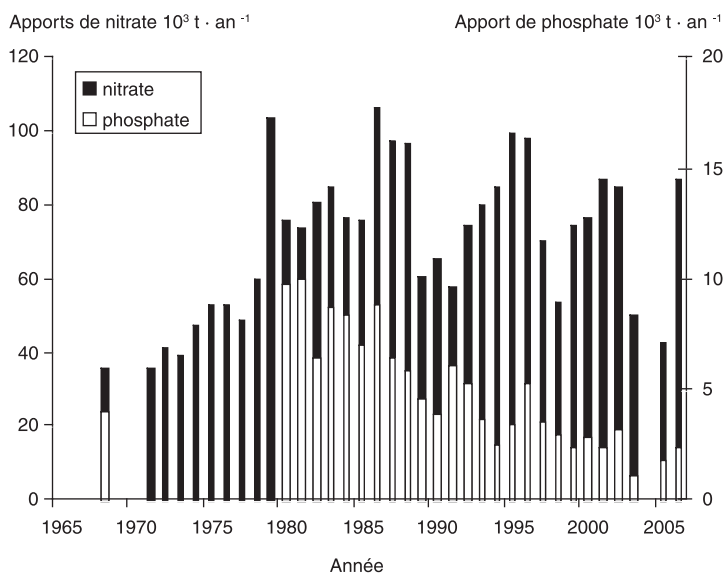 Apports de nitrate 10³ t · an -1
Apport de phosphate 10³ t · an -1
120
100
80
60
40
20
0
20
15
10
5
0
nitrate
phosphate
1965 1970 1975 1980 1985 1990 1995 2000 2005
Année